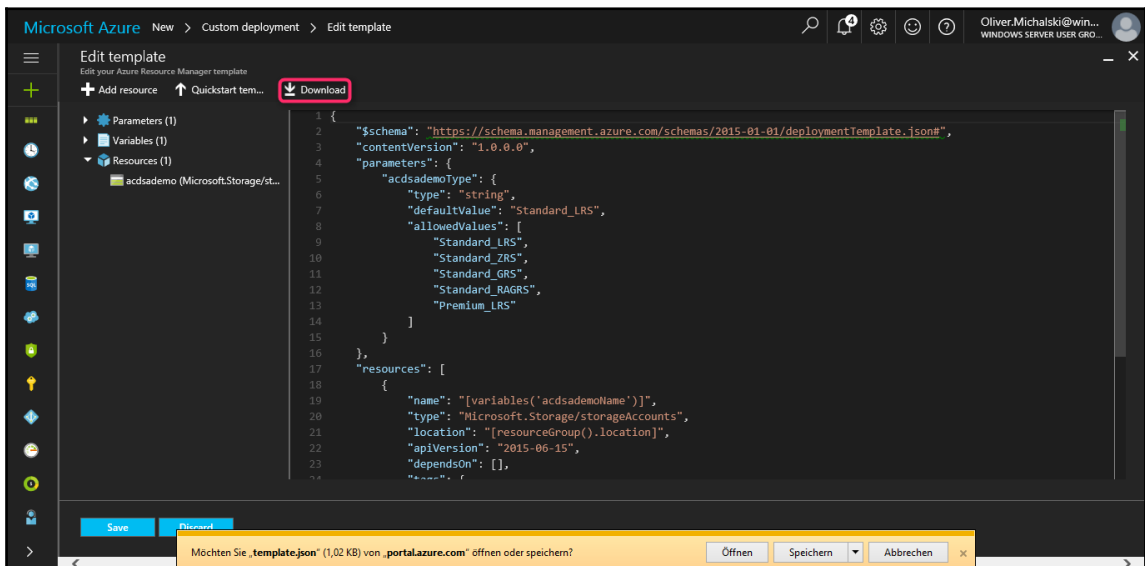 Microsoft Azure New > Custom deployment > Edit template
4
Oliver.Michalski@win...
WINDOWS SERVER USER GRO...
Edit template
Edit your Azure Resource Manager template
Add resource Quickstart tem... Download
Parameters (1)
Variables (1)
Resources (1)
acdsademo (Microsoft.Storage/st...
1 {
2 "$schema": "https://schema.management.azure.com/schemas/2015-01-01/deploymentTemplate.json#",
3 "contentVersion": "1.0.0.0",
4 "parameters": {
5 "acdsademoType": {
6 "type": "string",
7 "defaultValue": "Standard_LRS",
8 "allowedValues": [
9 "Standard_LRS",
10 "Standard_ZRS",
11 "Standard_GRS",
12 "Standard_RAGRS",
13 "Premium_LRS"
14 ]
15 }
16 },
17 "resources": [
18 {
19 "name": "[variables('acdsademoName')]",
20 "type": "Microsoft.Storage/storageAccounts",
21 "location": "[resourceGroup().location]",
22 "apiVersion": "2015-06-15",
23 "dependsOn": [],
24 "tags": {
Save Discard
Möchten Sie „template.json“ (1,02 KB) von „portal.azure.com“ öffnen oder speichern?
Öffnen Speichern Abbrechen